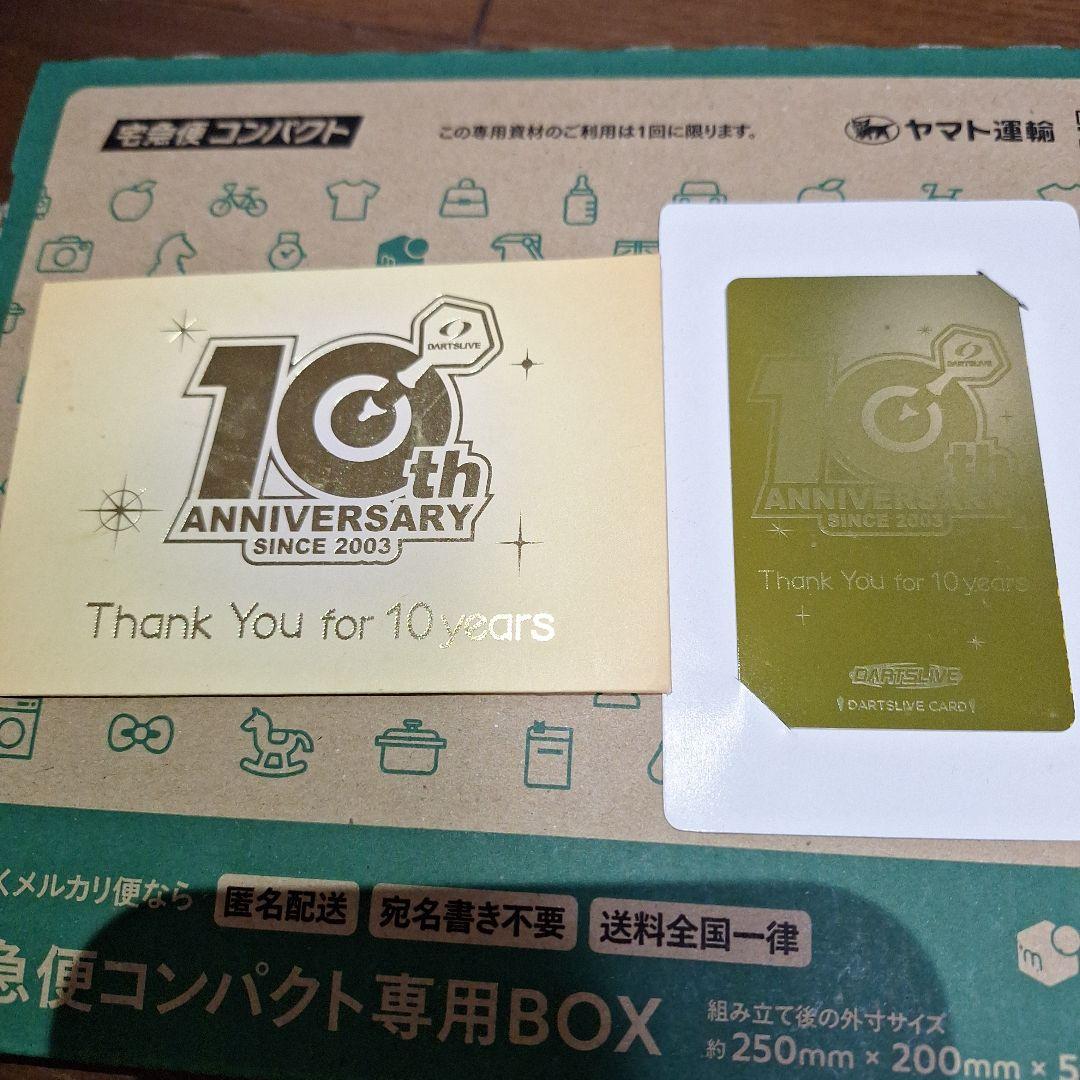 宅急便コンパクト
この専用資材のご利用は1回に限ります。
ヤマト運輸
DARTSLIVE
10th
ANNIVERSARY
SINCE 2003
Thank You for 10 years
DARTSLIVE
10th
ANNIVERSARY
SINCE 2003
Thank You for 10 years
DARTSLIVE
DARTSLIVE CARD
くメルカリ便なら
匿名配送
宛名書き不要
送料全国一律
急便コンパクト専用BOX
組み立て後の外寸サイズ
約250mm×200mm×5